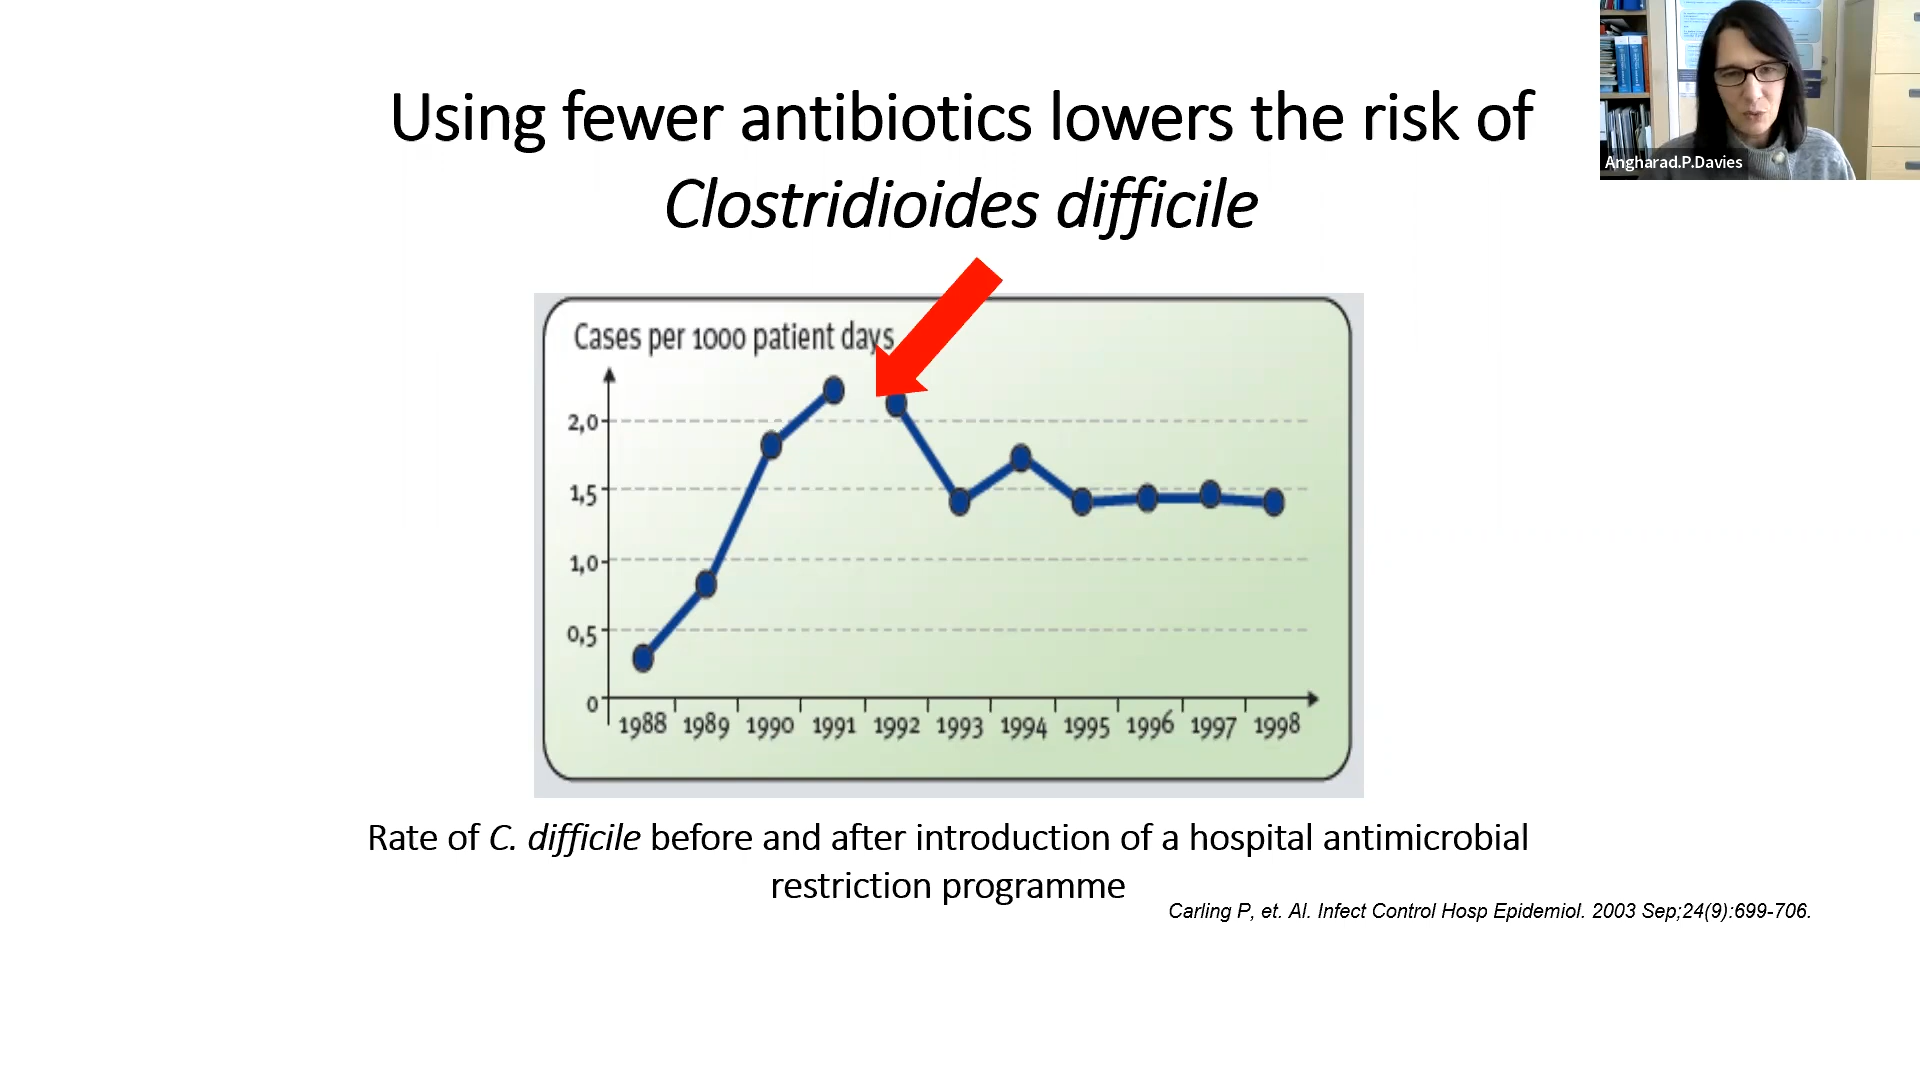 Using fewer antibiotics lowers the risk of
Clostridioides difficile
Angharad.P.Davies
Cases per 1000 patient days
2,0
1,5
1,0
0,5
0
1988 1989 1990 1991 1992 1993 1994 1995 1996 1997 1998
Rate of C. difficile before and after introduction of a hospital antimicrobial
restriction programme
Carling P, et. Al. Infect Control Hosp Epidemiol. 2003 Sep;24(9):699-706.